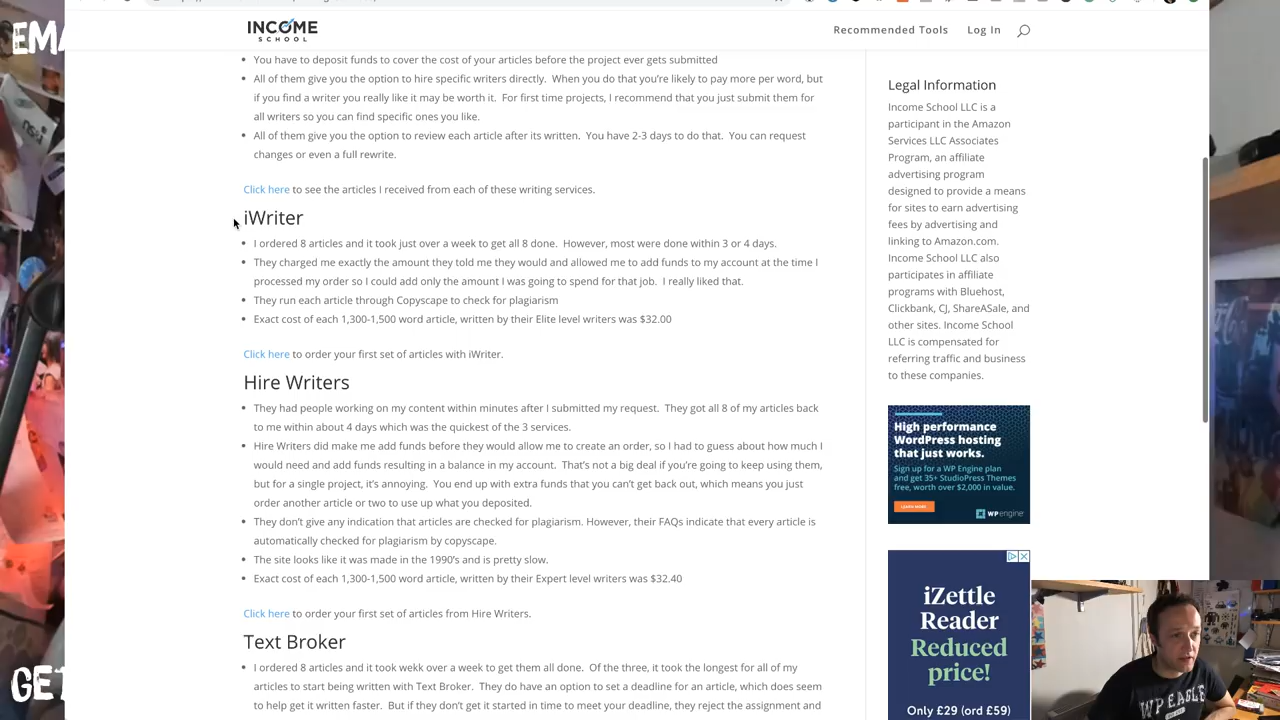 EMA
INCOME
SCHOOL
Recommended Tools
Log In
You have to deposit funds to cover the cost of your articles before the project ever gets submitted
All of them give you the option to hire specific writers directly. When you do that you're likely to pay more per word, but
if you find a writer you really like it may be worth it. For first time projects, I recommend that you just submit them for
all writers so you can find specific ones you like.
All of them give you the option to review each article after its written. You have 2-3 days to do that. You can request
changes or even a full rewrite.
Click here to see the articles I received from each of these writing services.
iWriter
I ordered 8 articles and it took just over a week to get all 8 done. However, most were done within 3 or 4 days.
They charged me exactly the amount they told me they would and allowed me to add funds to my account at the time I
processed my order so I could add only the amount I was going to spend for that job. I really liked that.
They run each article through Copyscape to check for plagiarism
Exact cost of each 1,300-1,500 word article, written by their Elite level writers was $32.00
Click here to order your first set of articles with iWriter.
Hire Writers
They had people working on my content within minutes after I submitted my request. They got all 8 of my articles back
to me within about 4 days which was the quickest of the 3 services.
Hire Writers did make me add funds before they would allow me to create an order, so I had to guess about how much I
would need and add funds resulting in a balance in my account. That's not a big deal if you're going to keep using them,
but for a single project, it's annoying. You end up with extra funds that you can't get back out, which means you just
order another article or two to use up what you deposited.
They don't give any indication that articles are checked for plagiarism. However, their FAQs indicate that every article is
automatically checked for plagiarism by copyscape.
The site looks like it was made in the 1990's and is pretty slow.
Exact cost of each 1,300-1,500 word article, written by their Expert level writers was $32.40
Click here to order your first set of articles from Hire Writers.
Text Broker
I ordered 8 articles and it took wekk over a week to get them all done. Of the three, it took the longest for all of my
articles to start being written with Text Broker. They do have an option to set a deadline for an article, which does seem
to help get it written faster. But if they don't get it started in time to meet your deadline, they reject the assignment and
Legal Information
Income School LLC is a
participant in the Amazon
Services LLC Associates
Program, an affiliate
advertising program
designed to provide a means
for sites to earn advertising
fees by advertising and
linking to Amazon.com.
Income School LLC also
participates in affiliate
programs with Bluehost,
Clickbank, CJ, ShareASale, and
other sites. Income School
LLC is compensated for
referring traffic and business
to these companies.
High performance
WordPress hosting
that just works.
Sign up for a WP Engine plan
and get 35+ StudioPress Themes
free, worth over $2,000 in value.
LEARN MORE
WPengine
iZettle
Reader
Reduced
price!
Only £29 (ord £59)
GET
WP EAGLE